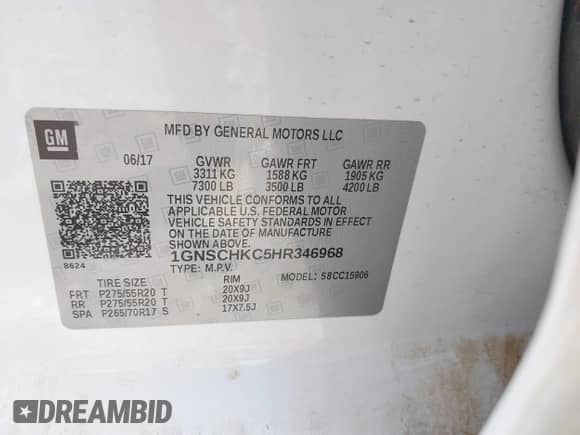 GM
MFD BY GENERAL MOTORS LLC
06/17 GVWR GAWR FRT GAWR RR
3311 KG 1588 KG 1905 KG
7300 LB 3500 LB 4200 LB
THIS VEHICLE CONFORMS TO ALL
APPLICABLE U.S. FEDERAL MOTOR
VEHICLE SAFETY STANDARDS IN EFFECT
ON THE DATE OF MANUFACTURE
SHOWN ABOVE.
8624
1GNSCHKC5HR346968
TYPE: M.P.V. MODEL: 58CC15906
TIRE SIZE RIM
FRT P275/55R20 T 20X9J
RR P275/55R20 T 20X9J
SPA P265/70R17 S 17X7.5J
DREAMBID